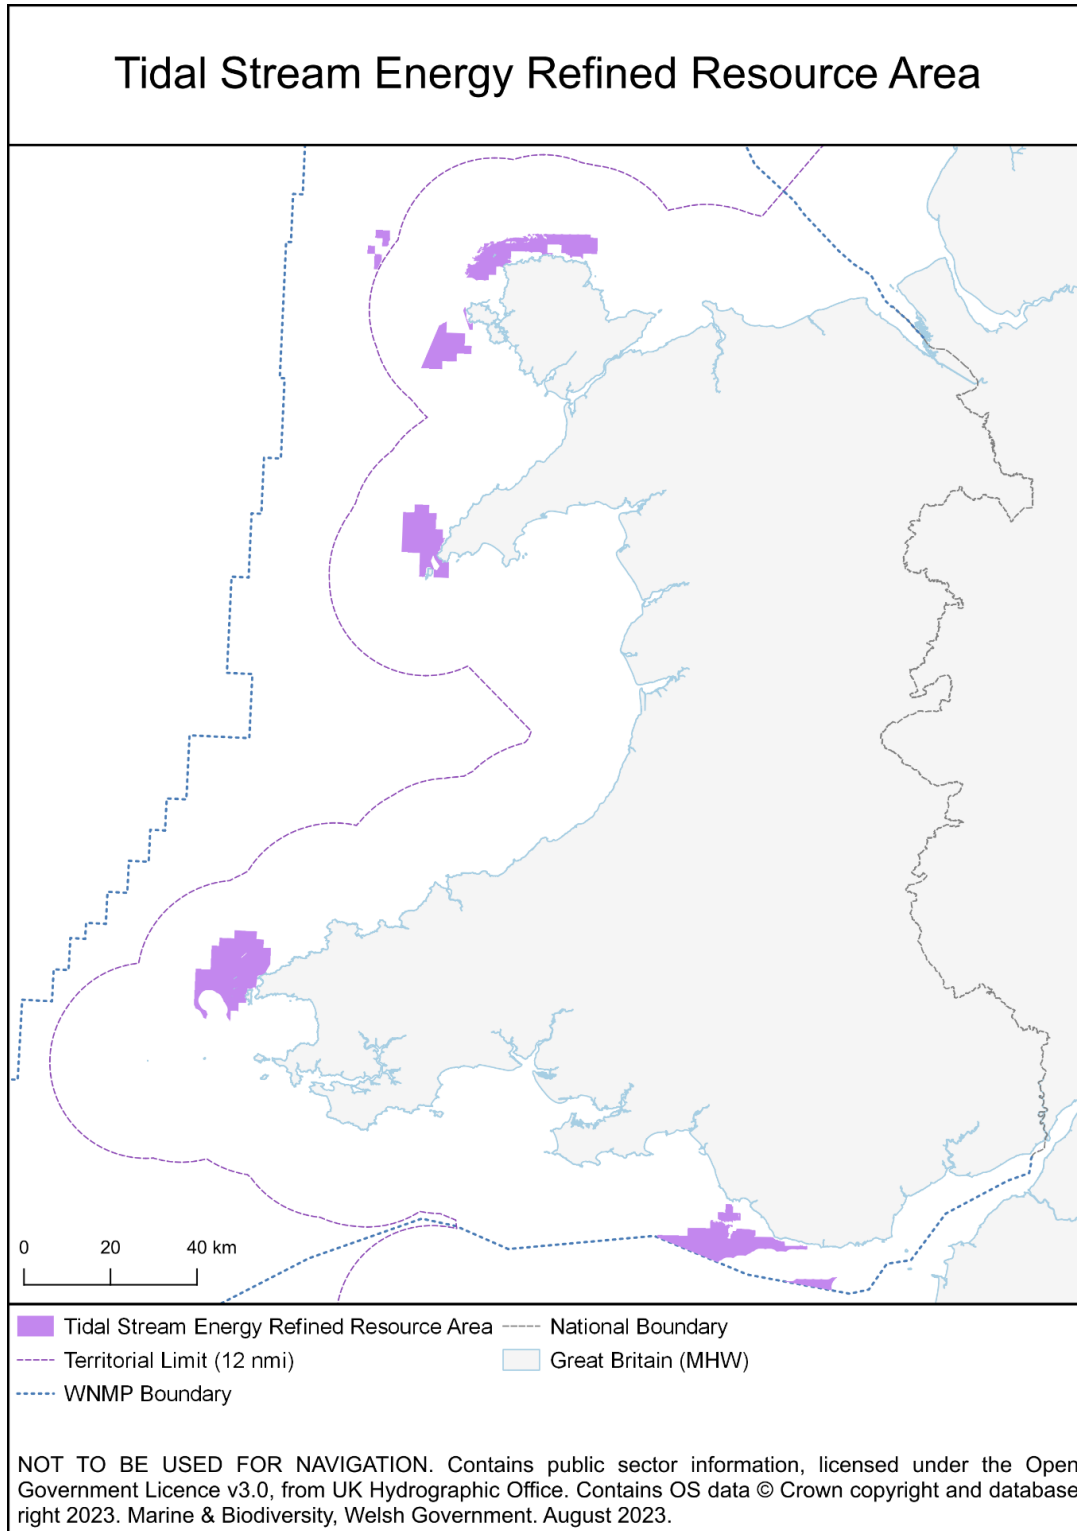 Tidal Stream Energy Refined Resource Area
0 20 40 km
Tidal Stream Energy Refined Resource Area
National Boundary
Territorial Limit (12 nmi)
Great Britain (MHW)
WNMP Boundary
NOT TO BE USED FOR NAVIGATION. Contains public sector information, licensed under the Open
Government Licence v3.0, from UK Hydrographic Office. Contains OS data © Crown copyright and database
right 2023. Marine & Biodiversity, Welsh Government. August 2023.